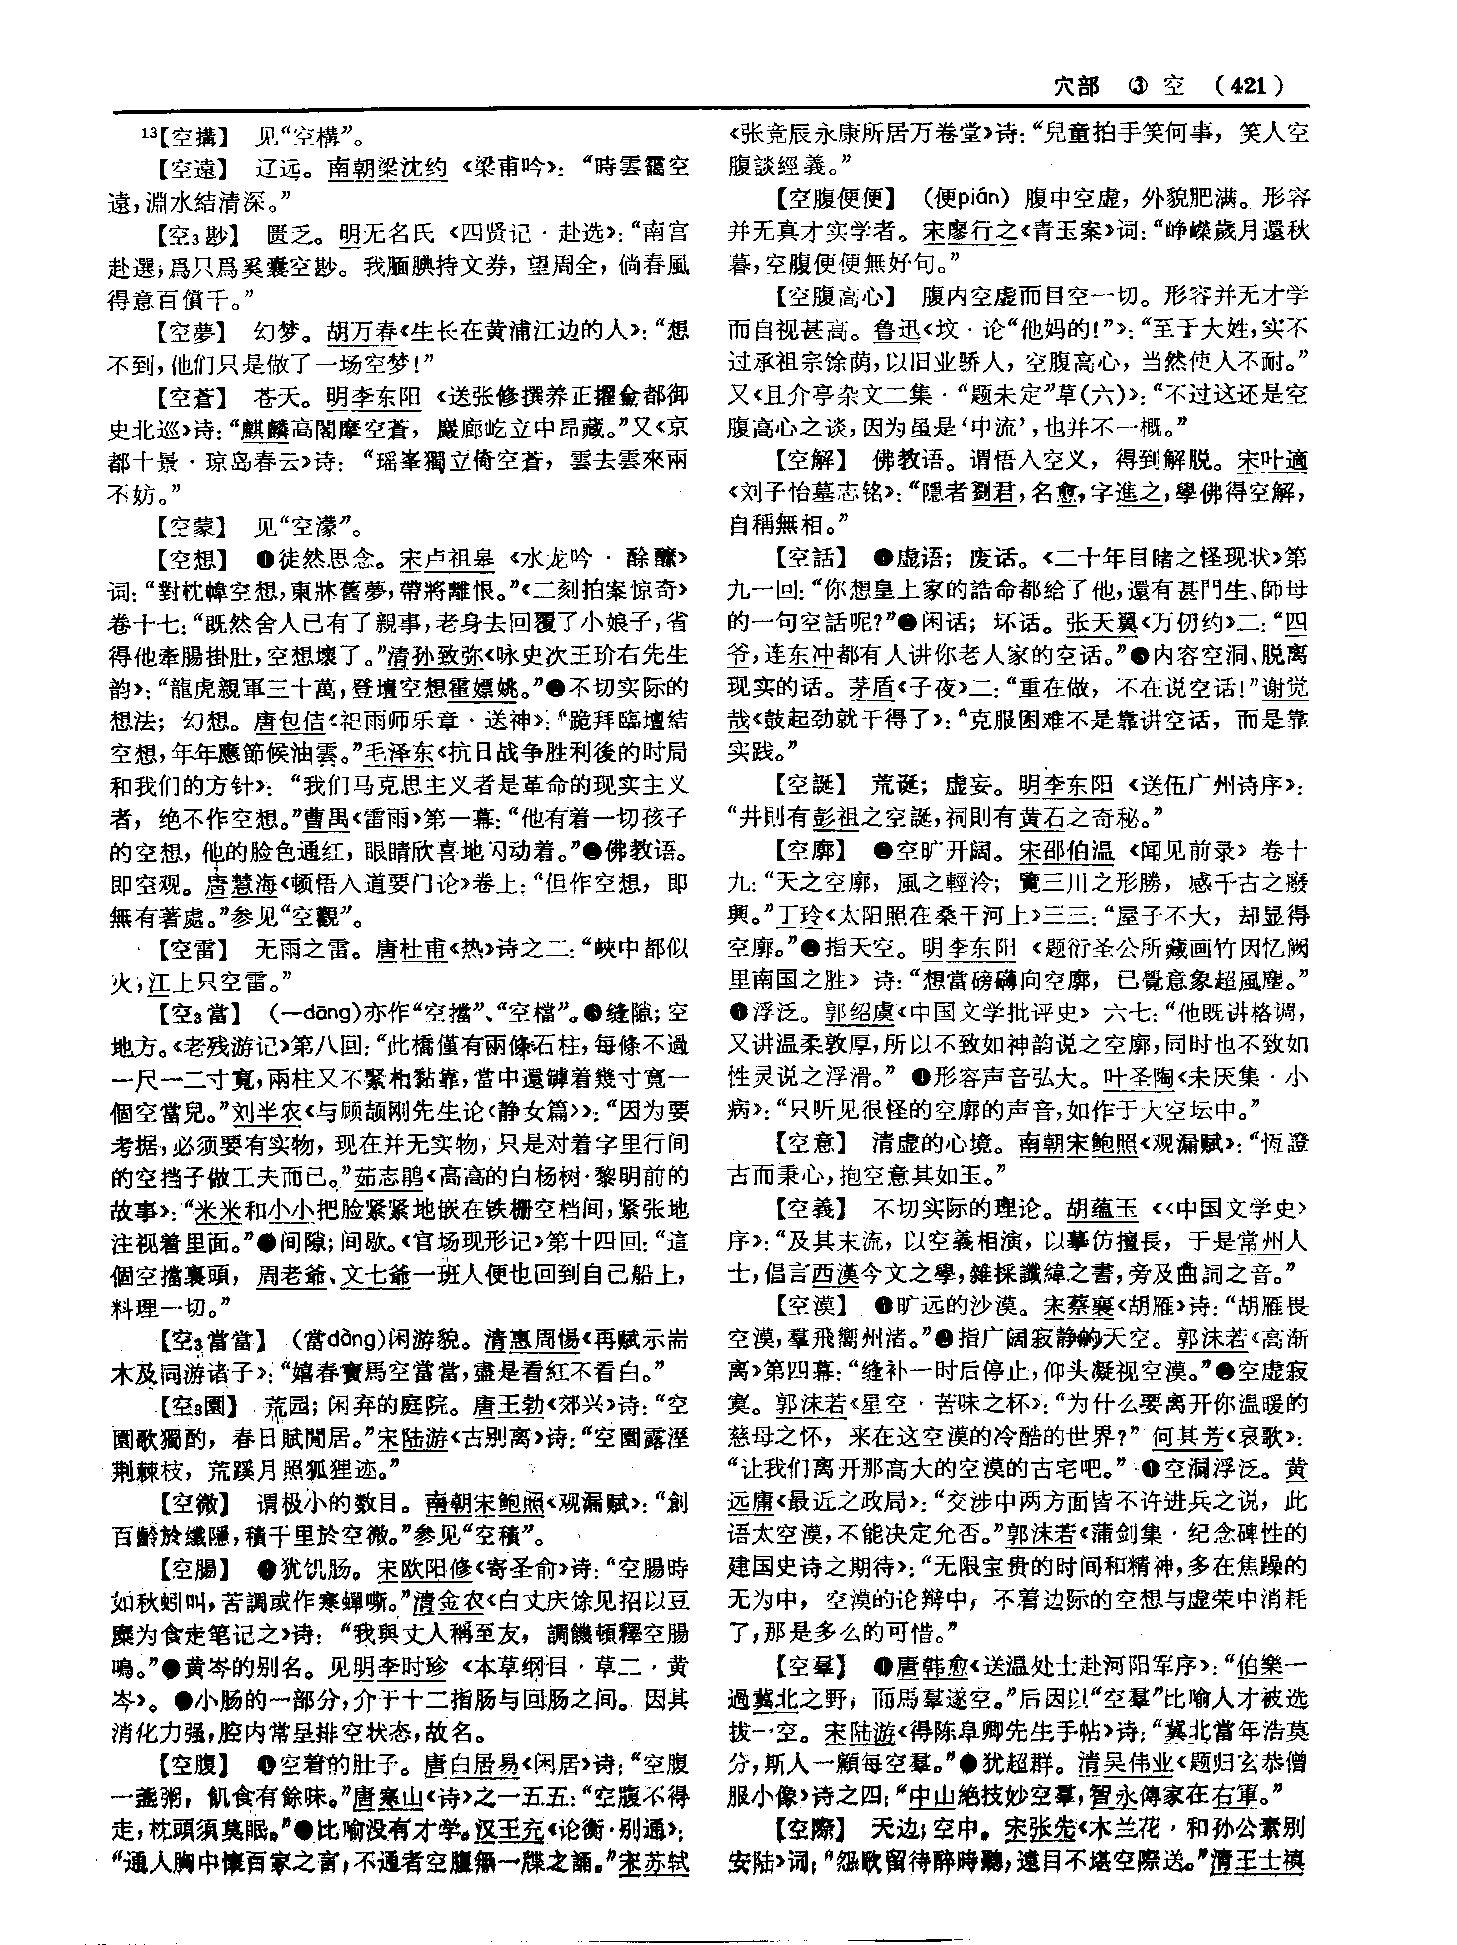 穴部 ③ 空 (421)
13【空搆】 见“空構”。
【空遠】 辽远。南朝梁沈约《梁甫吟》：“時雲靄空
遠，淵水結清深。”
【空3尠】 匮乏。明无名氏《四贤记·赴选》：“南宫
赴選，爲只爲奚囊空尠。我腼腆持文券，望周全，倘春風
得意百償千。”
【空夢】 幻梦。胡万春《生长在黄浦江边的人》：“想
不到，他们只是做了一场空梦！”
【空蒼】 苍天。明李东阳《送张修撰养正擢佥都御
史北巡》诗：“麒麟高閣摩空蒼，巖廊屹立中昂藏。”又《京
都十景·琼岛春云》诗：“瑶峯獨立倚空蒼，雲去雲來兩
不妨。”
【空蒙】 见“空濛”。
【空想】 ❶徒然思念。宋卢祖皋《水龙吟·酴醿》
词：“對枕幃空想，東牀舊夢，帶將離恨。”《二刻拍案惊奇》
卷十七：“既然舍人已有了親事，老身去回覆了小娘子，省
得他牽腸掛肚，空想壞了。”清孙致弥《咏史次王玠右先生
韵》：“龍虎親軍三十萬，登壇空想霍嫖姚。”❷不切实际的
想法；幻想。唐包佶《祀雨师乐章·送神》：“跪拜臨壇結
空想，年年應節候油雲。”毛泽东《抗日战争胜利後的时局
和我们的方针》：“我们马克思主义者是革命的现实主义
者，绝不作空想。”曹禺《雷雨》第一幕：“他有着一切孩子
的空想，他的脸色通红，眼睛欣喜地闪动着。”❸佛教语。
即空观。唐慧海《顿悟入道要门论》卷上：“但作空想，即
無有著處。”参见“空觀”。
【空雷】 无雨之雷。唐杜甫《热》诗之二：“峽中都似
火，江上只空雷。”
【空3當】 (一dāng)亦作“空擋”、“空檔”。❶缝隙；空
地方。《老残游记》第八回：“此橋僅有兩條石柱，每條不過
一尺一二寸寬，兩柱又不緊相黏靠，當中還罅着幾寸寬一
個空當兒。”刘半农《与顾颉刚先生论〈静女篇〉》：“因为要
考据，必须要有实物，现在并无实物，只是对着字里行间
的空挡子做工夫而已。”茹志鹃《高高的白杨树·黎明前的
故事》：“米米和小小把脸紧紧地嵌在铁栅空档间，紧张地
注视着里面。”❷间隙；间歇。《官场现形记》第十四回：“這
個空擋裏頭，周老爺、文七爺一班人便也回到自己船上，
料理一切。”
【空3當當】 (當dàng)闲游貌。清惠周惕《再赋示耑
木及同游诸子》：“嬉春寶馬空當當，盡是看紅不看白。”
【空3園】 荒园；闲弃的庭院。唐王勃《郊兴》诗：“空
園歌獨酌，春日賦閒居。”宋陆游《古别离》诗：“空園露溼
荆棘枝，荒蹊月照狐狸迹。”
【空微】 谓极小的数目。南朝宋鲍照《观漏赋》：“創
百齡於纖隱，積千里於空微。”参见“空積”。
【空腸】 ❶犹饥肠。宋欧阳修《寄圣俞》诗：“空腸時
如秋蚓叫，苦調或作寒蟬嘶。”清金农《白丈庆馀见招以豆
糜为食走笔记之》诗：“我與丈人稱至友，調饑頓釋空腸
鳴。”❷黄岑的别名。见明李时珍《本草纲目·草二·黄
岑》。❸小肠的一部分，介于十二指肠与回肠之间。因其
消化力强，腔内常呈排空状态，故名。
【空腹】 ❶空着的肚子。唐白居易《闲居》诗：“空腹
一盞粥，飢食有餘味。”唐寒山《诗》之一五五：“空腹不得
走，枕頭須莫眠。”❷比喻没有才学。汉王充《论衡·别通》：
“通人胸中懷百家之言，不通者空腹無一牒之誦。”宋苏轼
《张竞辰永康所居万卷堂》诗：“兒童拍手笑何事，笑人空
腹談經義。”
【空腹便便】 (便pián) 腹中空虚，外貌肥满。形容
并无真才实学者。宋廖行之《青玉案》词：“峥嶸歲月還秋
暮，空腹便便無好句。”
【空腹高心】 腹内空虚而目空一切。形容并无才学
而自视甚高。鲁迅《坟·论“他妈的！”》：“至于大姓，实不
过承祖宗馀荫，以旧业骄人，空腹高心，当然使人不耐。”
又《且介亭杂文二集·“题未定”草(六)》：“不过这还是空
腹高心之谈，因为虽是‘中流’，也并不一概。”
【空解】 佛教语。谓悟入空义，得到解脱。宋叶適
《刘子怡墓志铭》：“隱者劉君，名愈，字進之，學佛得空解，
自稱無相。”
【空話】 ❶虚语；废话。《二十年目睹之怪现状》第
九一回：“你想皇上家的誥命都給了他，還有甚門生、師母
的一句空話呢？”❷闲话；坏话。张天翼《万仞约》二：“四
爷，连东冲都有人讲你老人家的空话。”❸内容空洞、脱离
现实的话。茅盾《子夜》二：“重在做，不在说空话！”谢觉
哉《鼓起劲就干得了》：“克服困难不是靠讲空话，而是靠
实践。”
【空誕】 荒诞；虚妄。明李东阳《送伍广州诗序》：
“井則有彭祖之空誕，祠則有黄石之奇秘。”
【空廓】 ❶空旷开阔。宋邵伯温《闻见前录》卷十
九：“天之空廓，風之輕泠；覽三川之形勝，感千古之廢
興。”丁玲《太阳照在桑干河上》三三：“屋子不大，却显得
空廓。”❷指天空。明李东阳《题衍圣公所藏画竹因忆阙
里南国之胜》诗：“想當磅礴向空廓，已覺意象超風塵。”
❸浮泛。郭绍虞《中国文学批评史》六七：“他既讲格调，
又讲温柔敦厚，所以不致如神韵说之空廓，同时也不致如
性灵说之浮滑。”❹形容声音弘大。叶圣陶《未厌集·小
病》：“只听见很怪的空廓的声音，如作于大空坛中。”
【空意】 清虚的心境。南朝宋鲍照《观漏赋》：“恆證
古而秉心，抱空意其如玉。”
【空義】 不切实际的理论。胡蕴玉《〈中国文学史〉
序》：“及其末流，以空義相演，以摹仿擅長，于是常州人
士，倡言西漢今文之學，雜採讖緯之書，旁及曲詞之音。”
【空漠】 ❶旷远的沙漠。宋蔡襄《胡雁》诗：“胡雁畏
空漠，羣飛嚮州渚。”❷指广阔寂静的天空。郭沫若《高渐
离》第四幕：“缝补一时后停止，仰头凝视空漠。”❸空虚寂
寞。郭沫若《星空·苦味之杯》：“为什么要离开你温暖的
慈母之怀，来在这空漠的冷酷的世界？”何其芳《哀歌》：
“让我们离开那高大的空漠的古宅吧。”❹空洞浮泛。黄
远庸《最近之政局》：“交涉中两方面皆不许进兵之说，此
语太空漠，不能决定允否。”郭沫若《蒲剑集·纪念碑性的
建国史诗之期待》：“无限宝贵的时间和精神，多在焦躁的
无为中，空漠的论辩中，不着边际的空想与虚荣中消耗
了，那是多么的可惜。”
【空羣】 ❶唐韩愈《送温处士赴河阳军序》：“伯樂一
過冀北之野，而馬羣遂空。”后因以“空羣”比喻人才被选
拔一空。宋陆游《得陈阜卿先生手帖》诗：“冀北當年浩莫
分，斯人一顧每空羣。”❷犹超群。清吴伟业《题归玄恭僧
服小像》诗之四：“中山絶技妙空羣，智永傳家在右軍。”
【空際】 天边；空中。宋张先《木兰花·和孙公素别
安陆》词：“怨歌留待醉時聽，遠目不堪空際送。”清王士禛